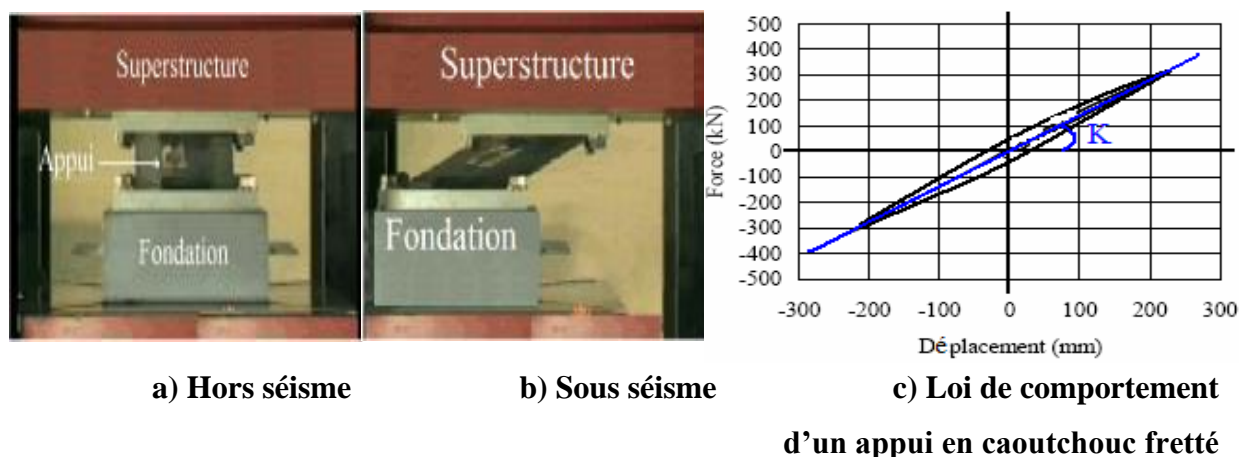 Superstructure
Appui
Fondation
Superstructure
Fondation
500
400
300
200
100
0
-100
-200
-300
-400
-500
Force (kN)
K
-300 -200 -100 0 100 200 300
Déplacement (mm)
a) Hors séisme b) Sous séisme c) Loi de comportement
d’un appui en caoutchouc fretté